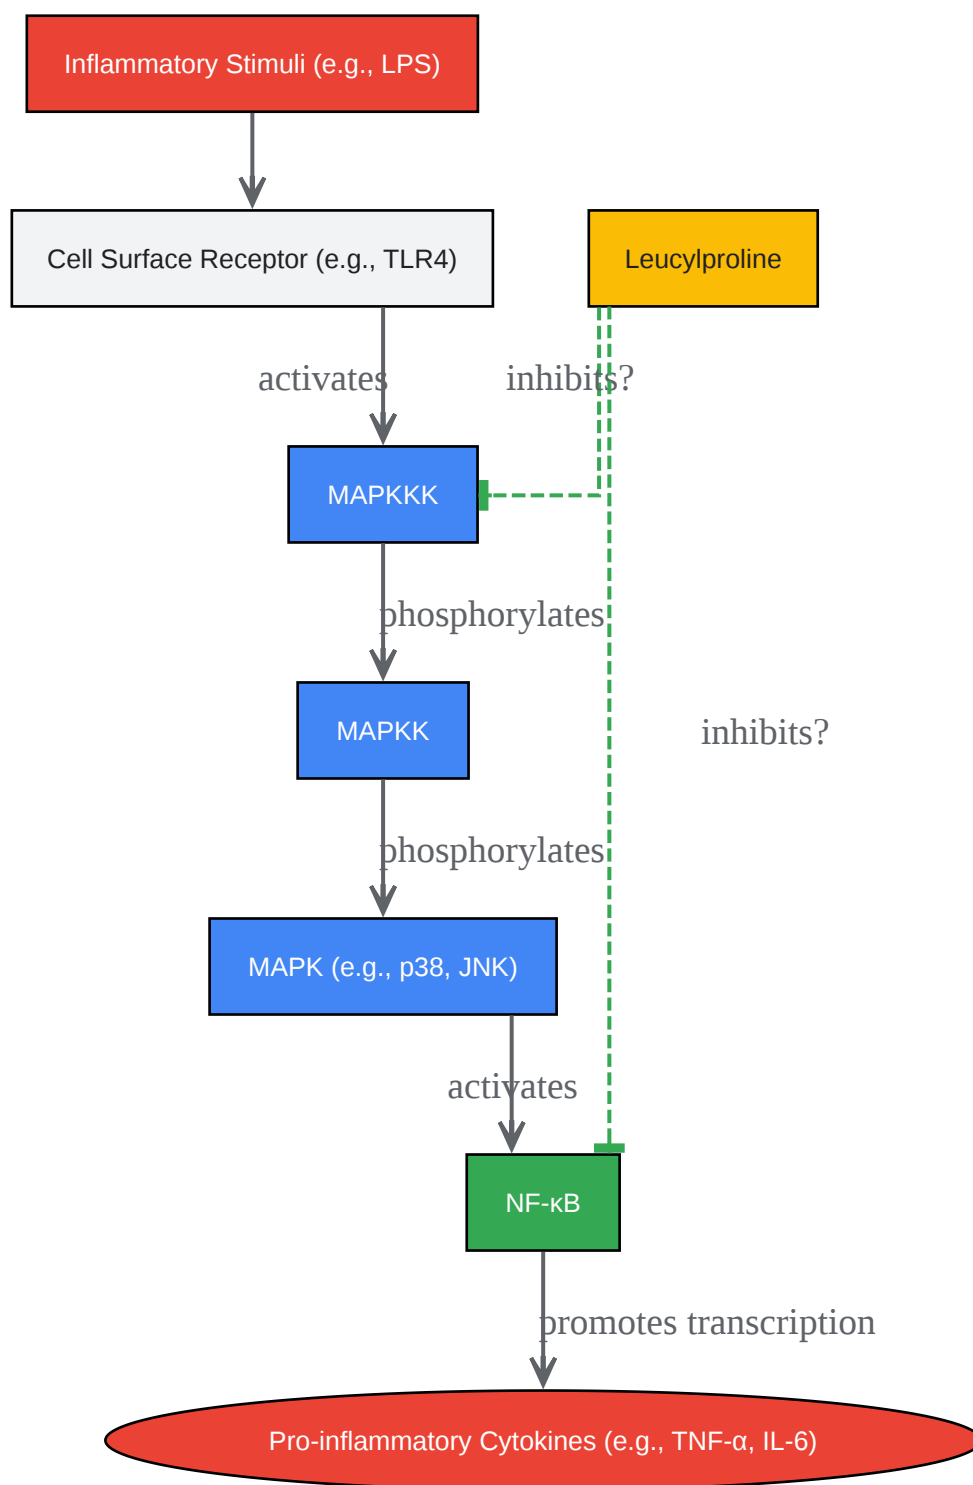 Inflammatory Stimuli (e.g., LPS)
Cell Surface Receptor (e.g., TLR4)
Leucylproline
activates
inhibits?
MAPKKK
phosphorylates
MAPKK
inhibits?
phosphorylates
MAPK (e.g., p38, JNK)
activates
NF-κB
promotes transcription
Pro-inflammatory Cytokines (e.g., TNF-α, IL-6)